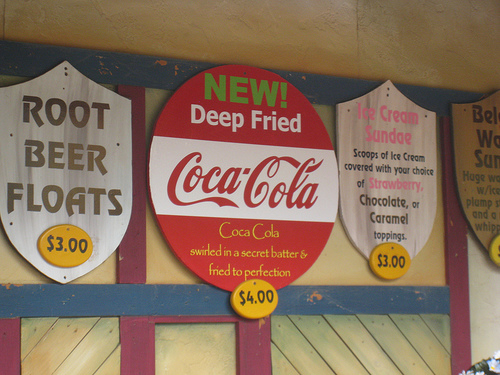 ROOT
BEER
FLOATS
$3.00
NEW!
Deep Fried
Coca-Cola
Coca Cola
swirled in a secret batter &
fried to perfection
$4.00
Ice Cream
Sundae
Scoops of Ice Cream
covered with your choice
of Strawberry,
Chocolate, or
Caramel
toppings.
$3.00
Huge
w/
and